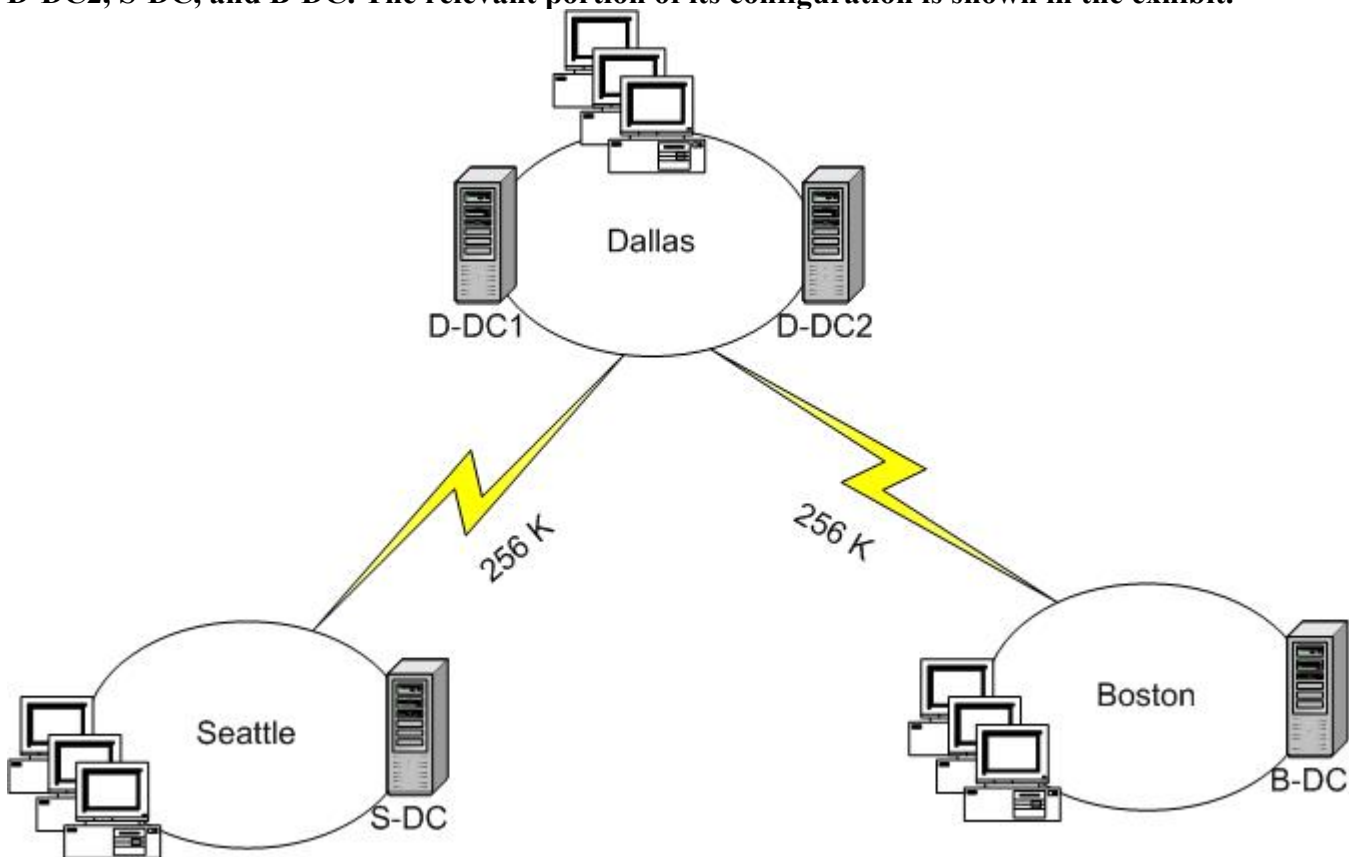 D-DC2, S-DC, and B-DC. The relevant portion of its configuration is shown in the exhibit.
Dallas
D-DC1
D-DC2
256 K
256 K
Seattle
S-DC
Boston
B-DC